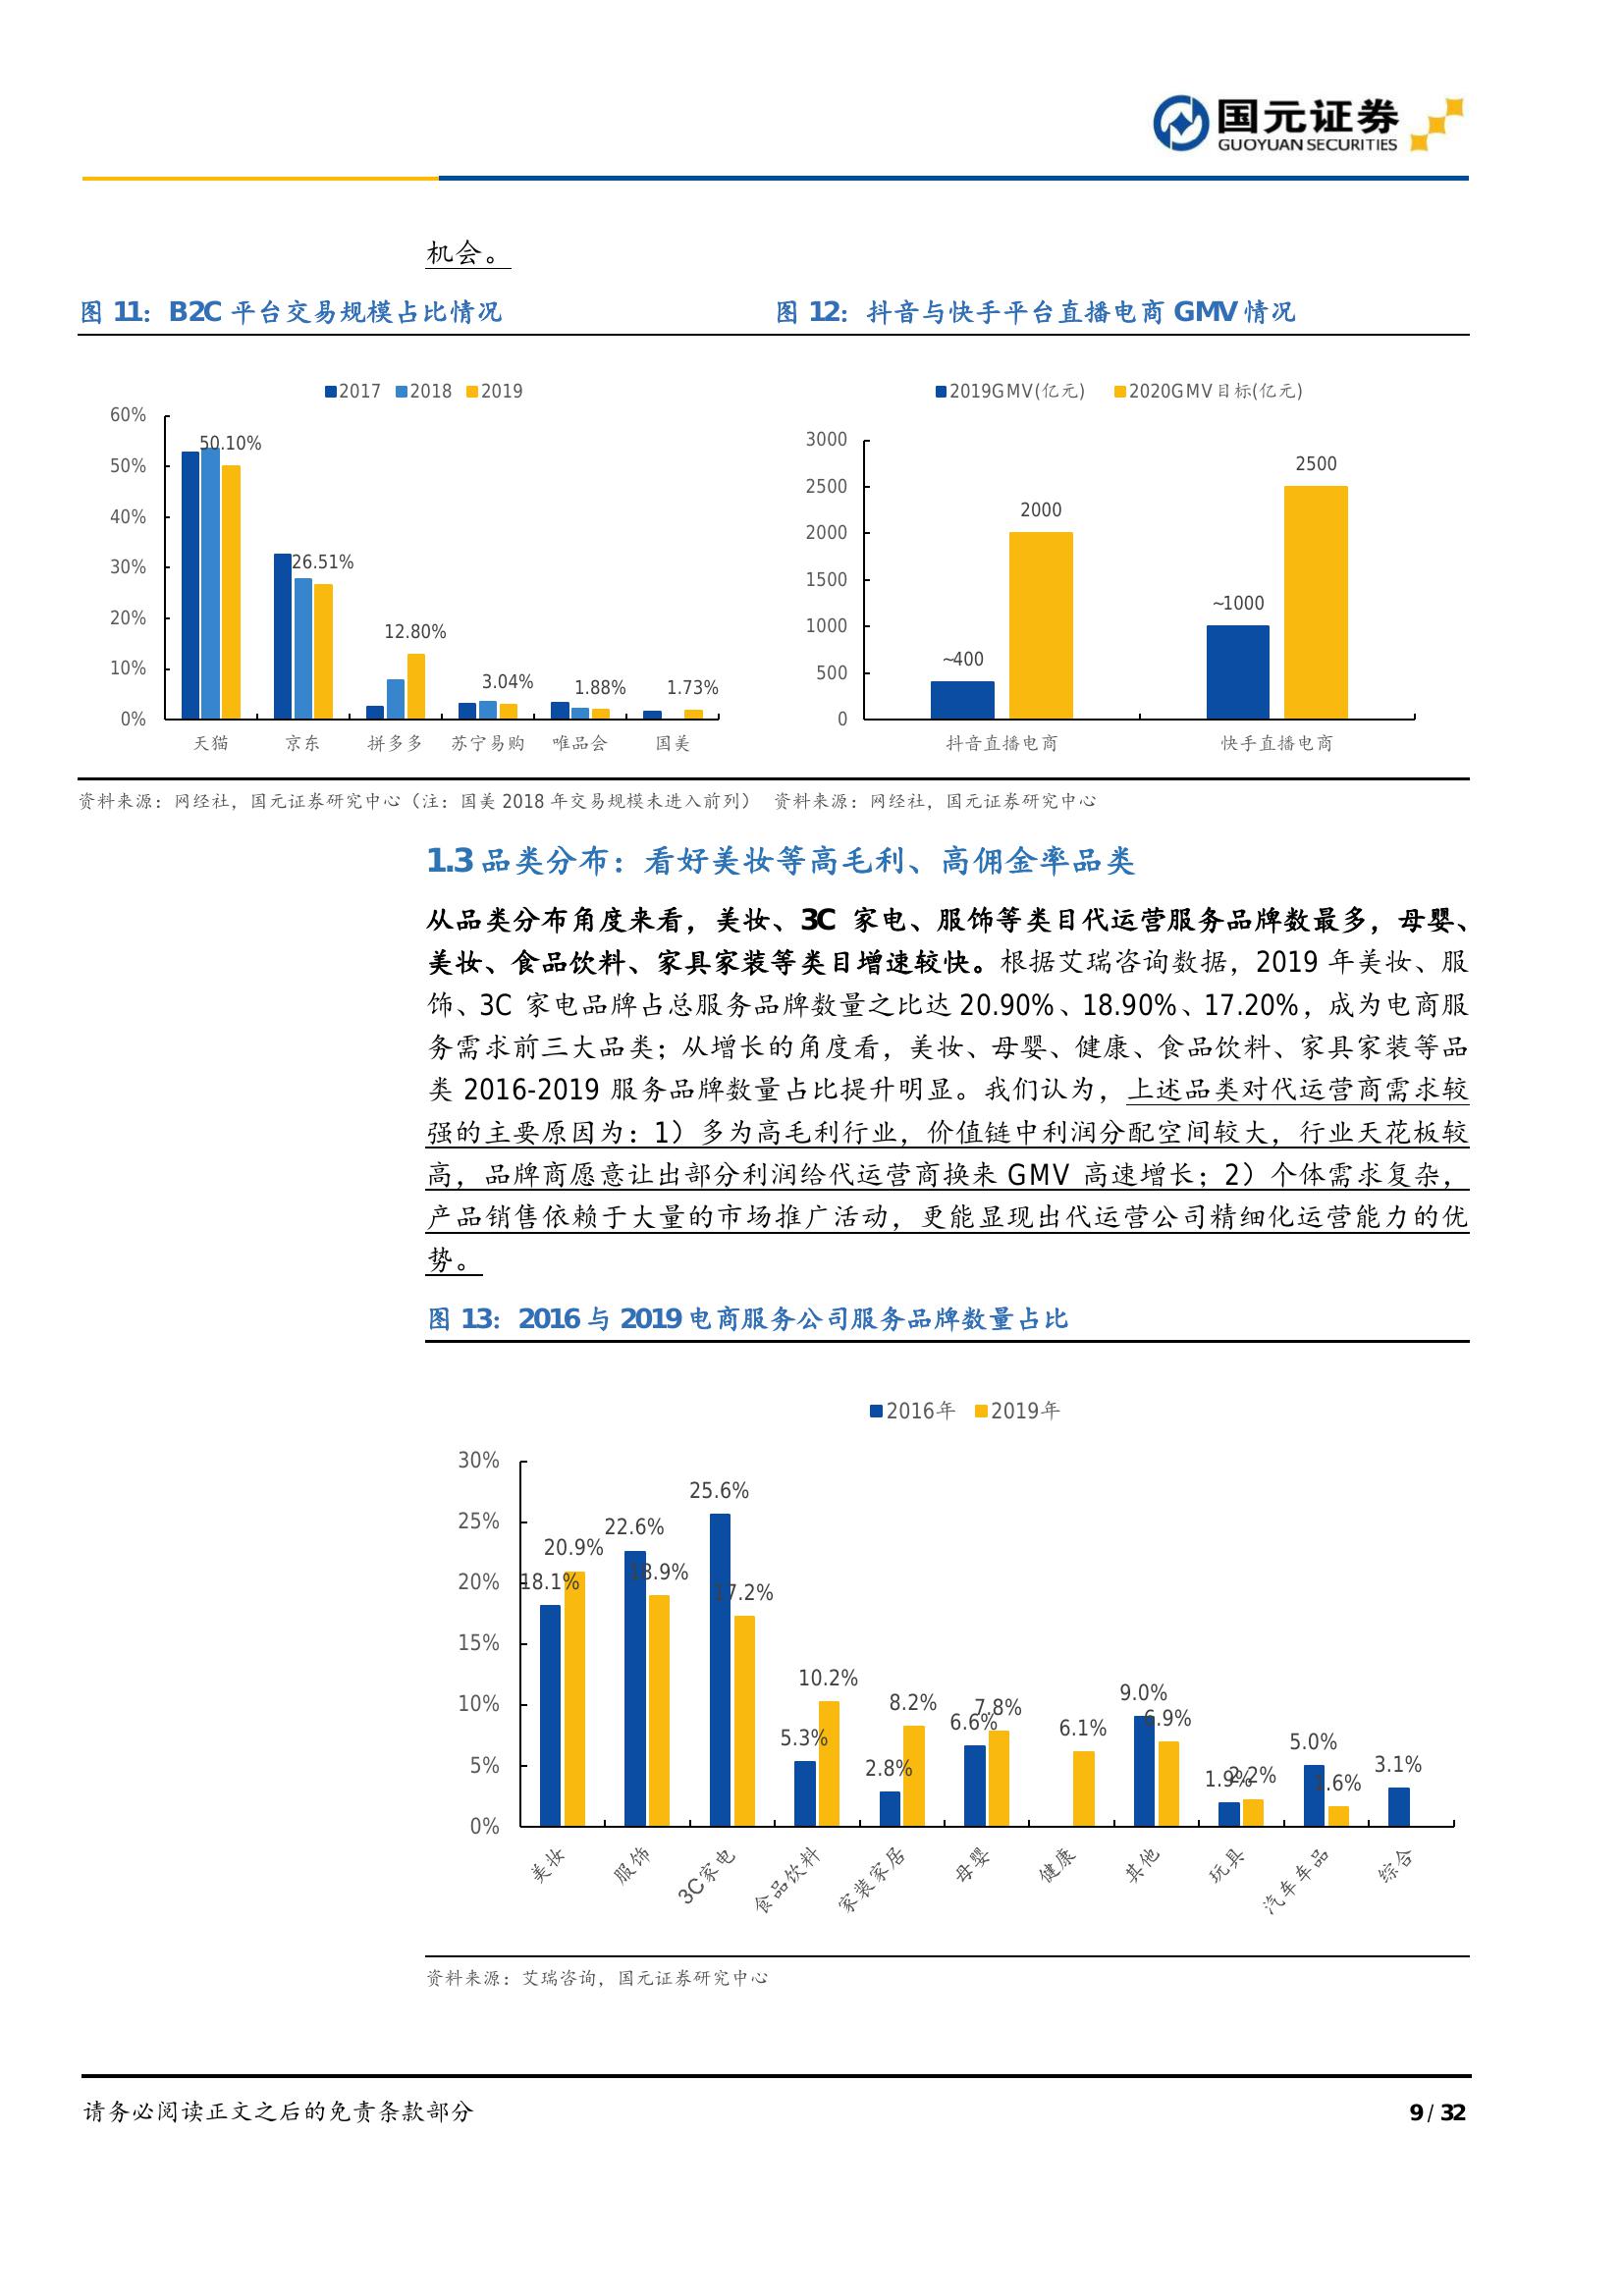 国元证券
GUOYUAN SECURITIES
机会。
图 11：B2C 平台交易规模占比情况
2017 2018 2019
60%
50%
40%
30%
20%
10%
0%
50.10%
26.51%
12.80%
3.04%
1.88%
1.73%
天猫 京东 拼多多 苏宁易购 唯品会 国美
资料来源：网经社，国元证券研究中心（注：国美 2018 年交易规模未进入前列）
图 12：抖音与快手平台直播电商 GMV 情况
2019GMV(亿元) 2020GMV目标(亿元)
3000
2500
2000
1500
1000
500
0
~400
2000
~1000
2500
抖音直播电商 快手直播电商
资料来源：网经社，国元证券研究中心
1.3 品类分布：看好美妆等高毛利、高佣金率品类
从品类分布角度来看，美妆、3C 家电、服饰等类目代运营服务品牌数最多，母婴、
美妆、食品饮料、家具家装等类目增速较快。根据艾瑞咨询数据，2019 年美妆、服
饰、3C 家电品牌占总服务品牌数量之比达 20.90%、18.90%、17.20%，成为电商服
务需求前三大品类；从增长的角度看，美妆、母婴、健康、食品饮料、家具家装等品
类 2016-2019 服务品牌数量占比提升明显。我们认为，上述品类对代运营商需求较
强的主要原因为：1）多为高毛利行业，价值链中利润分配空间较大，行业天花板较
高，品牌商愿意让出部分利润给代运营商换来 GMV 高速增长；2）个体需求复杂，
产品销售依赖于大量的市场推广活动，更能显现出代运营公司精细化运营能力的优
势。
图 13：2016 与 2019 电商服务公司服务品牌数量占比
2016年 2019年
30%
25%
20%
15%
10%
5%
0%
18.1% 20.9%
22.6% 18.9%
25.6% 17.2%
5.3% 10.2%
2.8% 8.2%
6.6% 7.8%
6.1%
9.0% 6.9%
1.9% 2.2%
5.0% 1.6%
3.1%
美妆 服饰 3C家电 食品饮料 家装家居 母婴 健康 其他 玩具 汽车车品 综合
资料来源：艾瑞咨询，国元证券研究中心
请务必阅读正文之后的免责条款部分
9 / 32